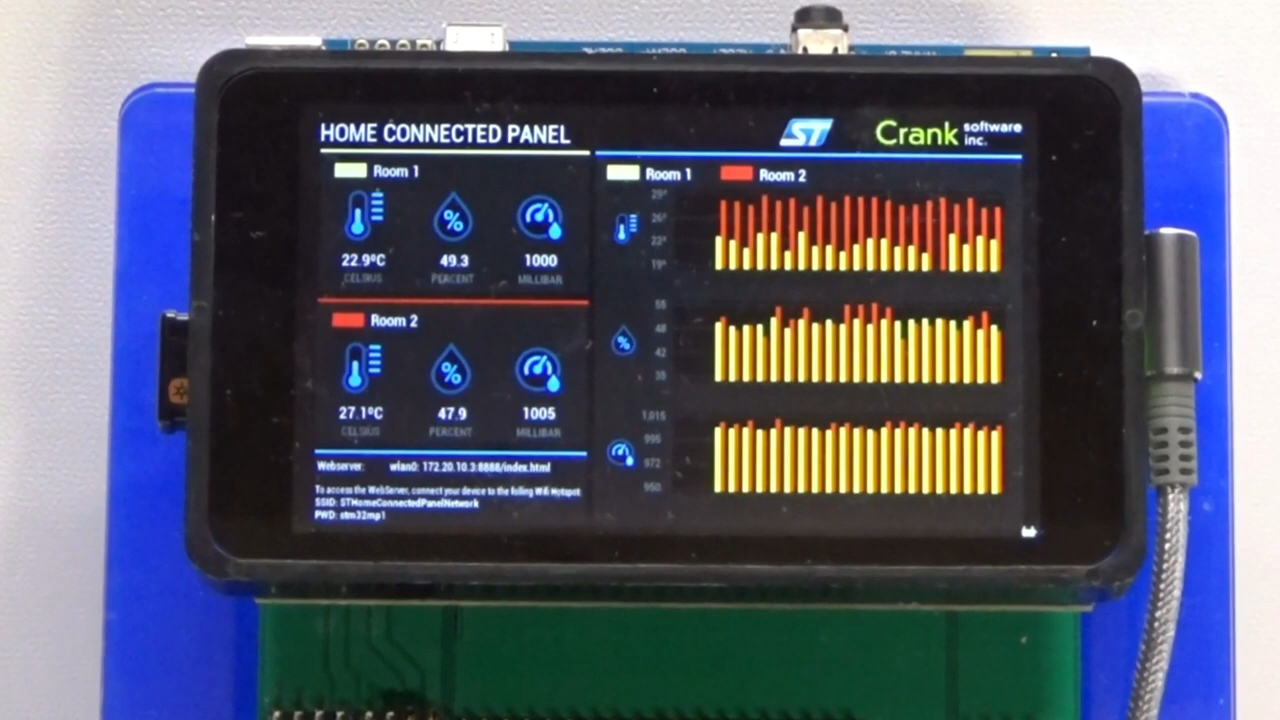 HOME CONNECTED PANEL
ST
Crank software inc.
Room 1
%
22.9ºC
49.3
1000
CELSIUS
PERCENT
MILLIBAR
Room 2
%
27.1ºC
47.9
1005
CELSIUS
PERCENT
MILLIBAR
Webserver: wlan0: 172.20.10.3:8888/index.html
To access the WebServer, connect your device to the folling Wifi Hotspot
SSID: STHomeConnectedPanelNetwork
PWD: stm32mp1
Room 1
Room 2
29°
26°
22°
19°
%
55
48
42
35
1,015
995
972
950